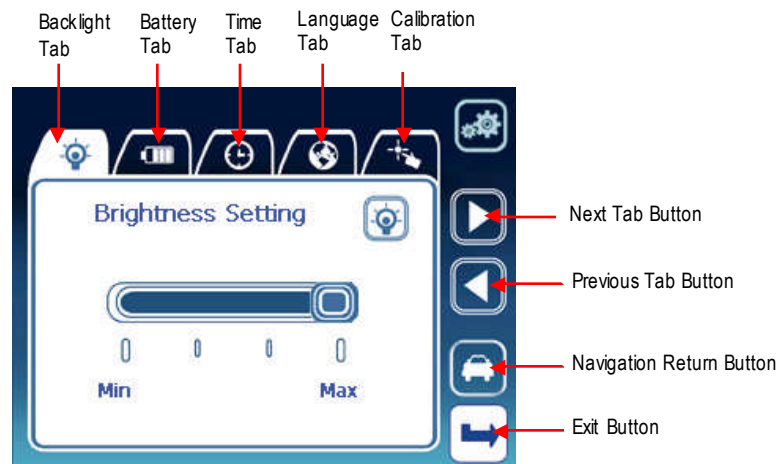 Backlight Tab
Battery Tab
Time Tab
Language Tab
Calibration Tab
Brightness Setting
Min Max
Next Tab Button
Previous Tab Button
Navigation Return Button
Exit Button